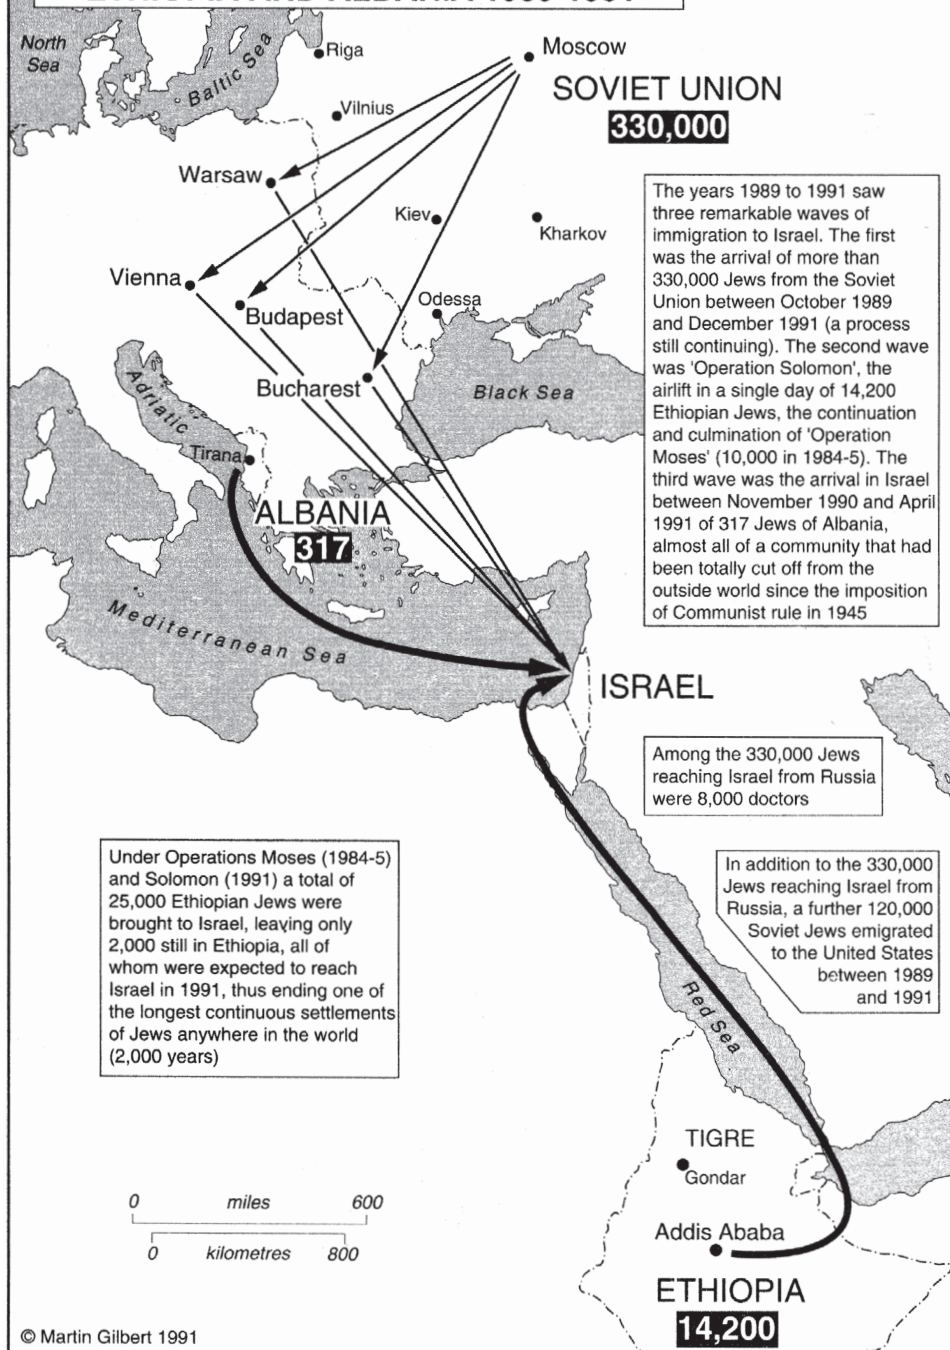 North
Sea
Baltic Sea
Riga
Moscow
SOVIET UNION
330,000
Vilnius
Warsaw
Kiev
Kharkov
Vienna
Budapest
Odessa
Bucharest
Black Sea
Adriatic
Tirana
ALBANIA
317
Mediterranean Sea
The years 1989 to 1991 saw
three remarkable waves of
immigration to Israel. The first
was the arrival of more than
330,000 Jews from the Soviet
Union between October 1989
and December 1991 (a process
still continuing). The second wave
was 'Operation Solomon', the
airlift in a single day of 14,200
Ethiopian Jews, the continuation
and culmination of 'Operation
Moses' (10,000 in 1984-5). The
third wave was the arrival in Israel
between November 1990 and April
1991 of 317 Jews of Albania,
almost all of a community that had
been totally cut off from the
outside world since the imposition
of Communist rule in 1945
ISRAEL
Among the 330,000 Jews
reaching Israel from Russia
were 8,000 doctors
Under Operations Moses (1984-5)
and Solomon (1991) a total of
25,000 Ethiopian Jews were
brought to Israel, leaving only
2,000 still in Ethiopia, all of
whom were expected to reach
Israel in 1991, thus ending one of
the longest continuous settlements
of Jews anywhere in the world
(2,000 years)
In addition to the 330,000
Jews reaching Israel from
Russia, a further 120,000
Soviet Jews emigrated
to the United States
between 1989
and 1991
Red Sea
TIGRE
Gondar
Addis Ababa
ETHIOPIA
14,200
0 miles 600
0 kilometres 800
© Martin Gilbert 1991